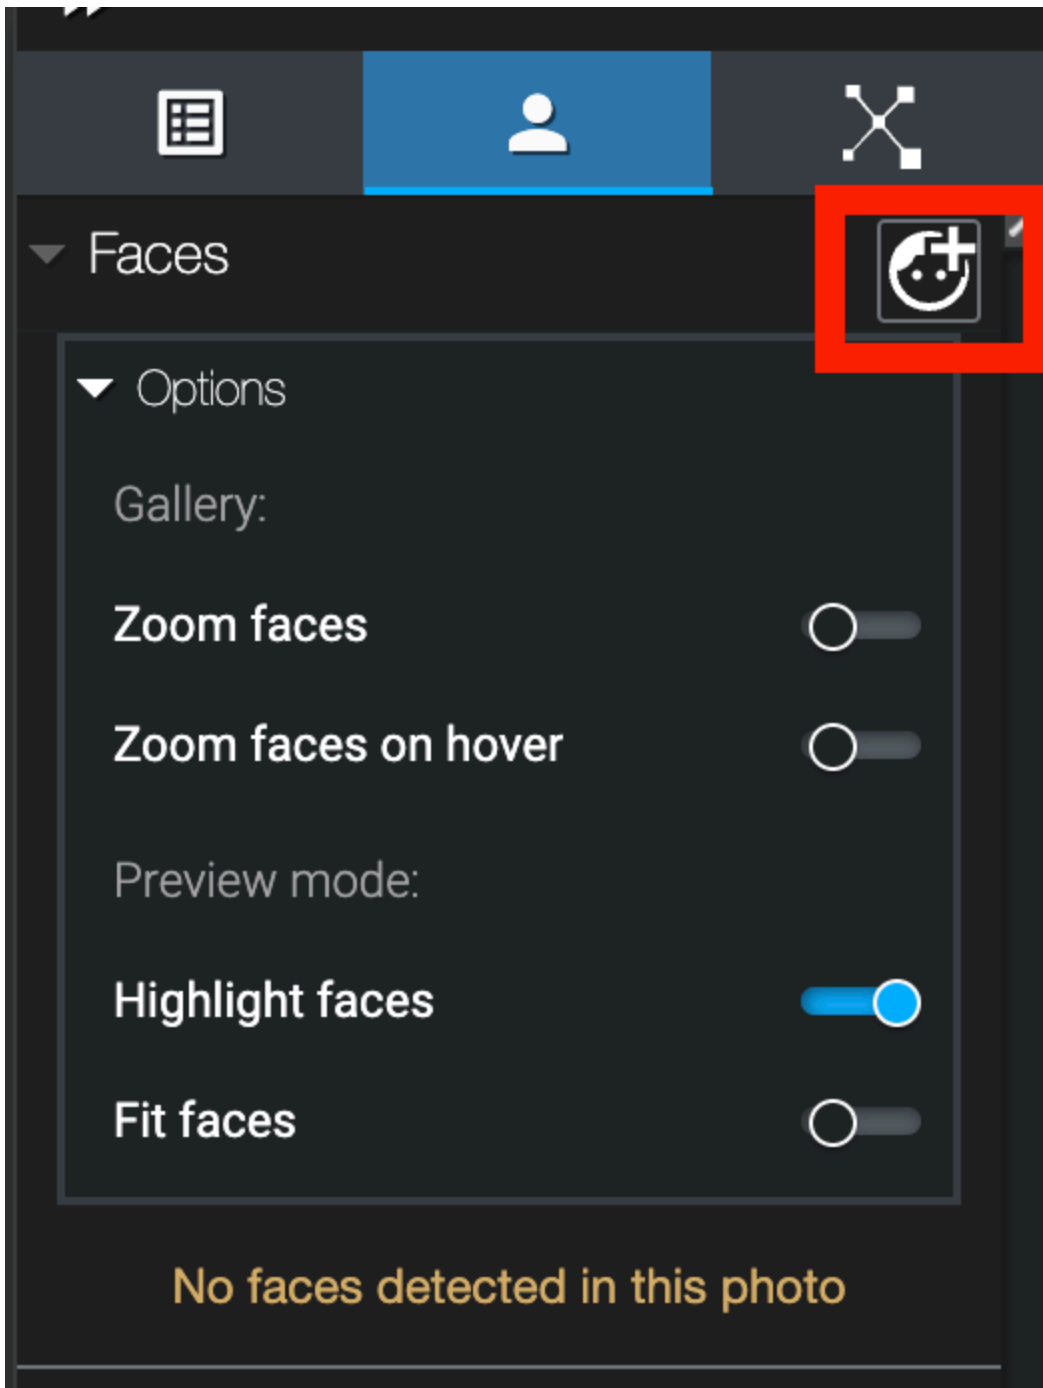 Faces
Options
Gallery:
Zoom faces
Zoom faces on hover
Preview mode:
Highlight faces
Fit faces
No faces detected in this photo